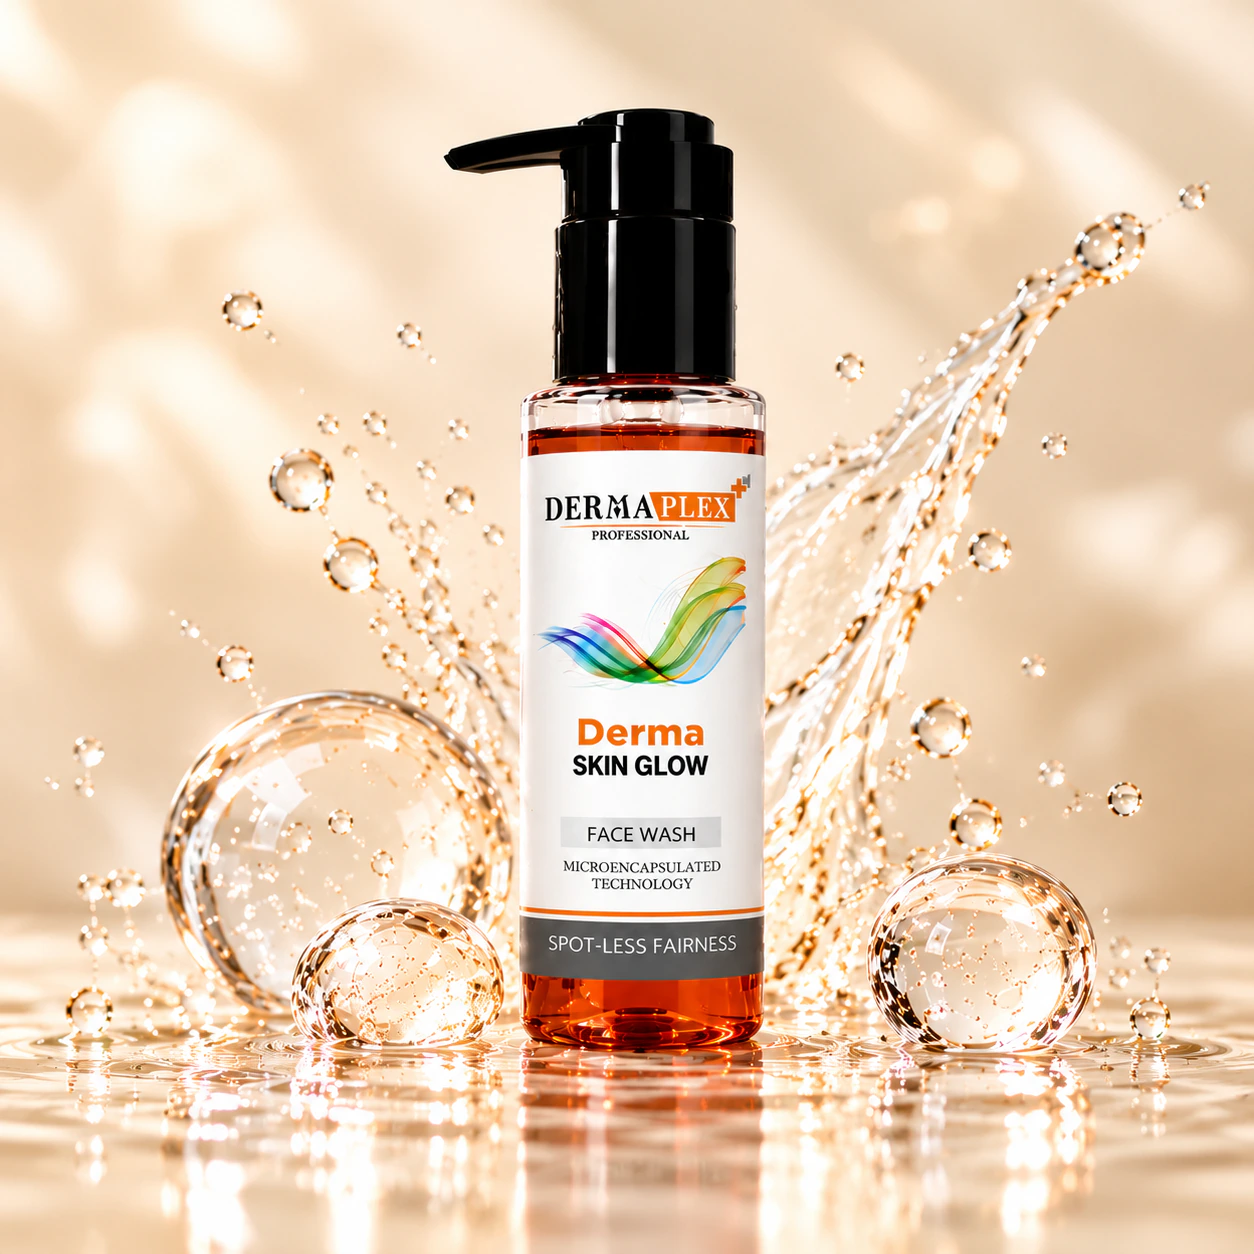 DERMAPLEX
PROFESSIONAL
Derma
SKIN GLOW
FACE WASH
MICROENCAPSULATED
TECHNOLOGY
SPOT-LESS FAIRNESS